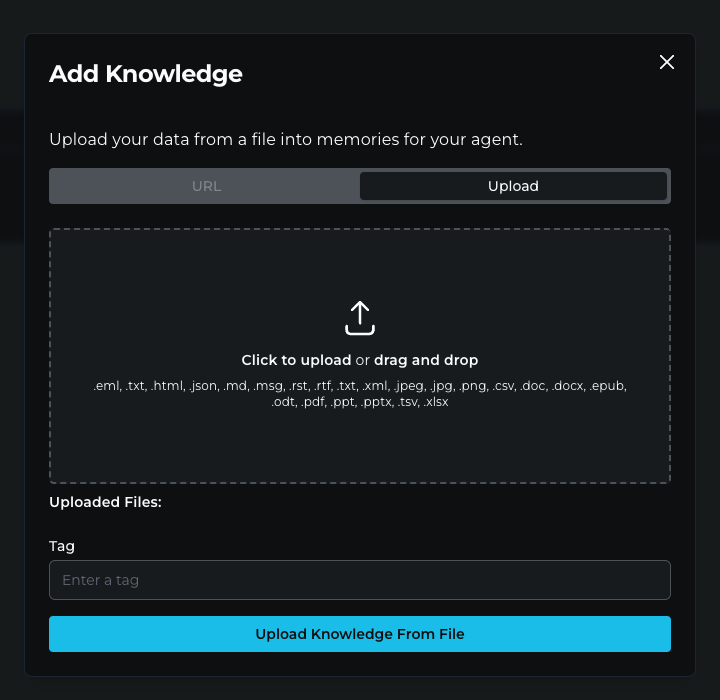 Add Knowledge
Upload your data from a file into memories for your agent.
URL
Upload
Click to upload or drag and drop
.eml, .txt, .html, .json, .md, .msg, .rst, .rtf, .txt, .xml, .jpeg, .jpg, .png, .csv, .doc, .docx, .epub,
.odt, .pdf, .ppt, .pptx, .tsv, .xlsx
Uploaded Files:
Tag
Enter a tag
Upload Knowledge From File